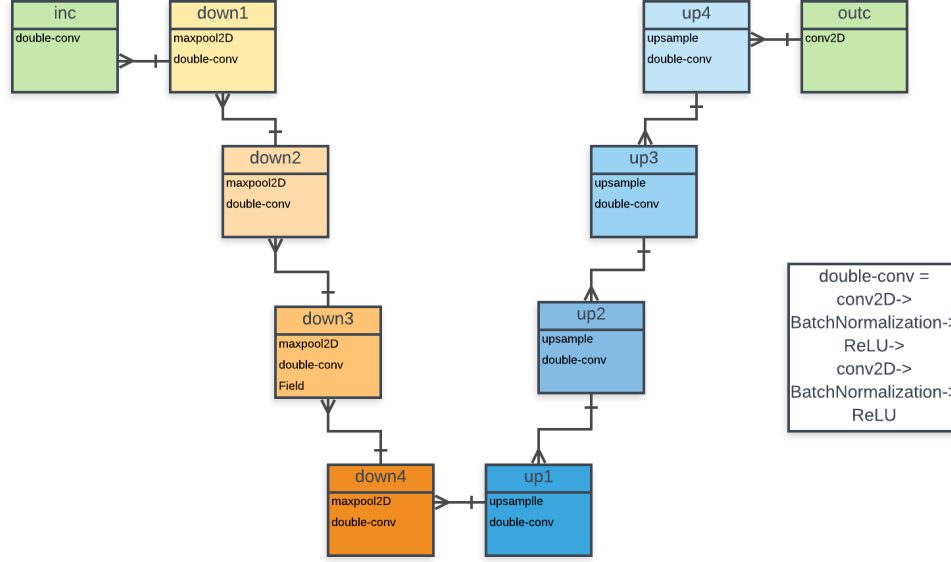 inc
double-conv
down1
maxpool2D
double-conv
up4
upsample
double-conv
outc
conv2D
down2
maxpool2D
double-conv
up3
upsample
double-conv
down3
maxpool2D
double-conv
Field
up2
upsample
double-conv
double-conv =
conv2D->
BatchNormalization->
ReLU->
conv2D->
BatchNormalization->
ReLU
down4
maxpool2D
double-conv
up1
upsamplle
double-conv